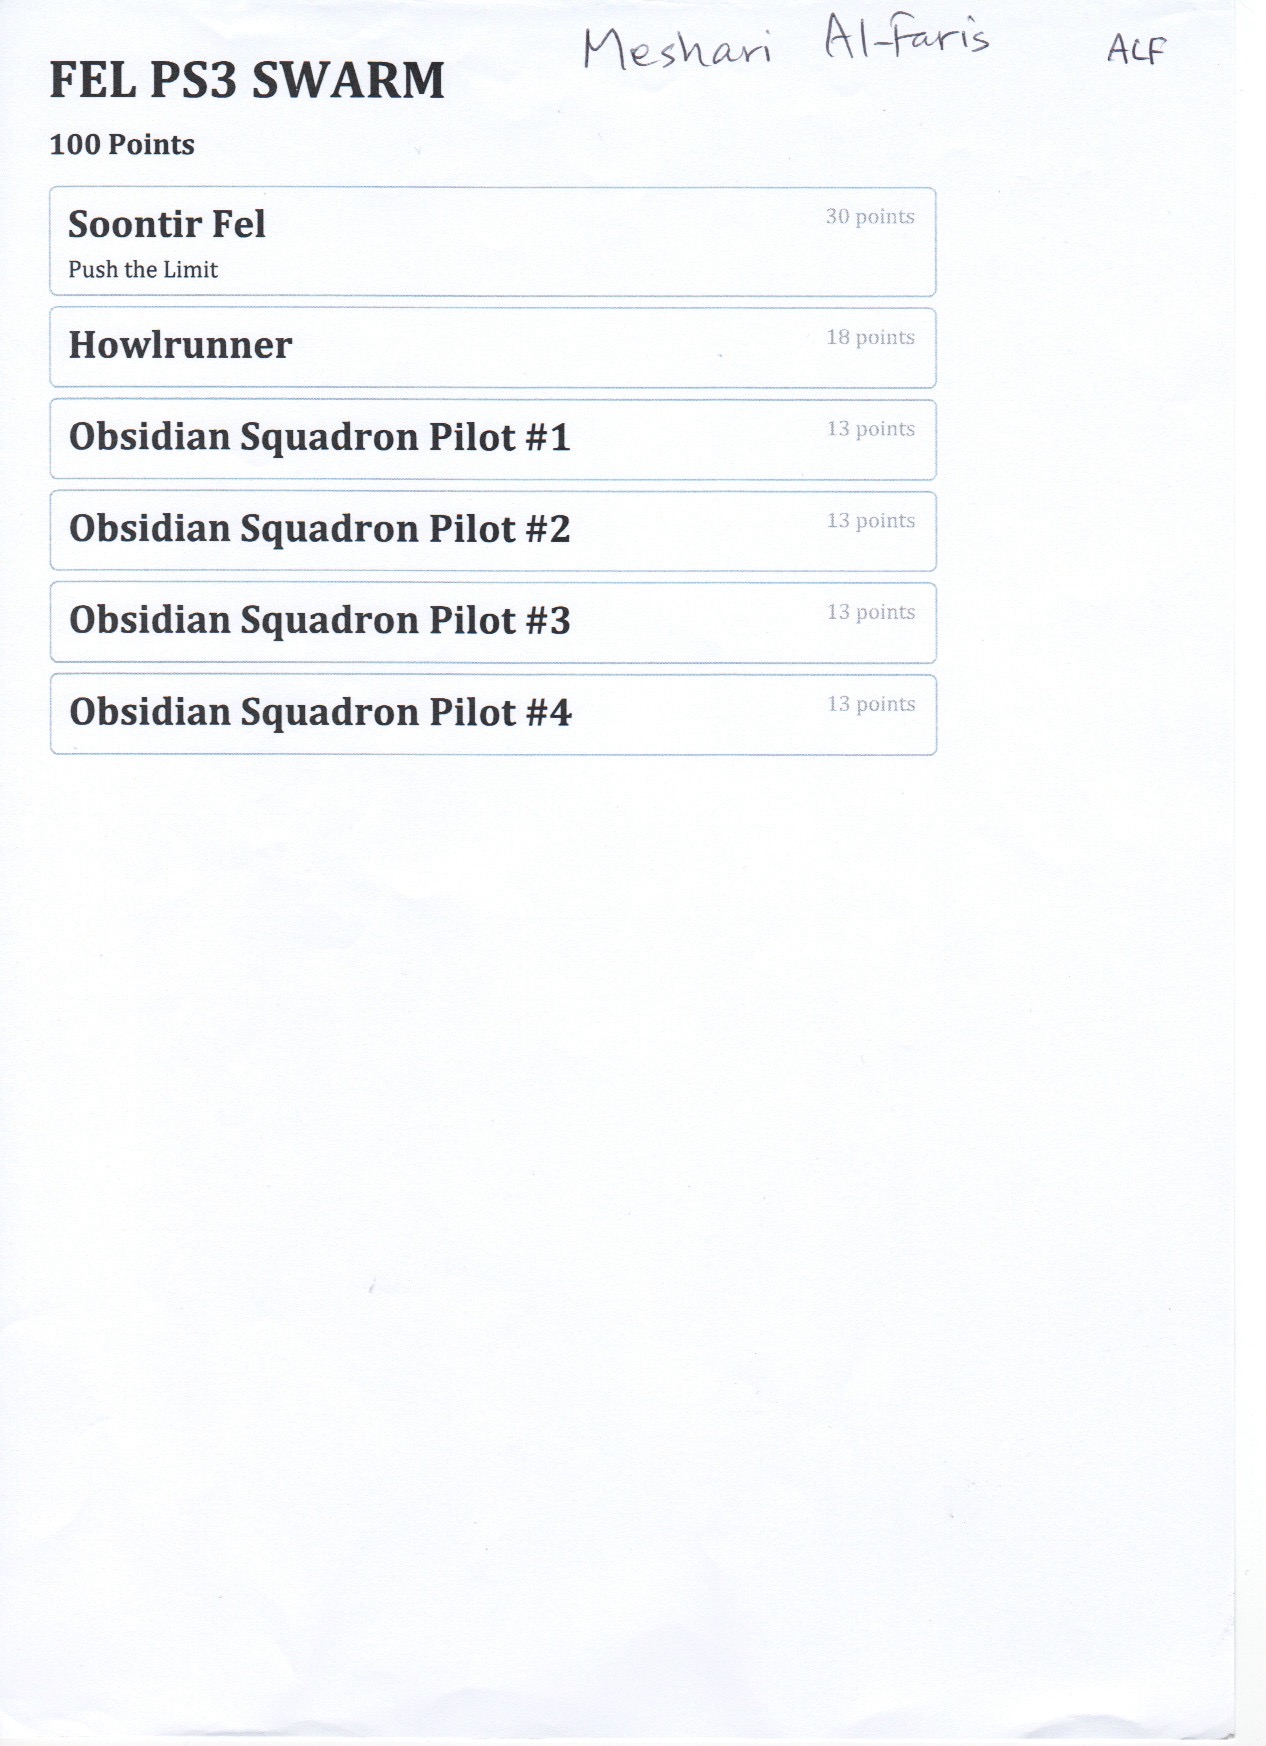 Meshari Al-Faris ALF
FEL PS3 SWARM
100 Points
Soontir Fel 30 points
Push the Limit
Howlrunner 18 points
Obsidian Squadron Pilot #1 13 points
Obsidian Squadron Pilot #2 13 points
Obsidian Squadron Pilot #3 13 points
Obsidian Squadron Pilot #4 13 points